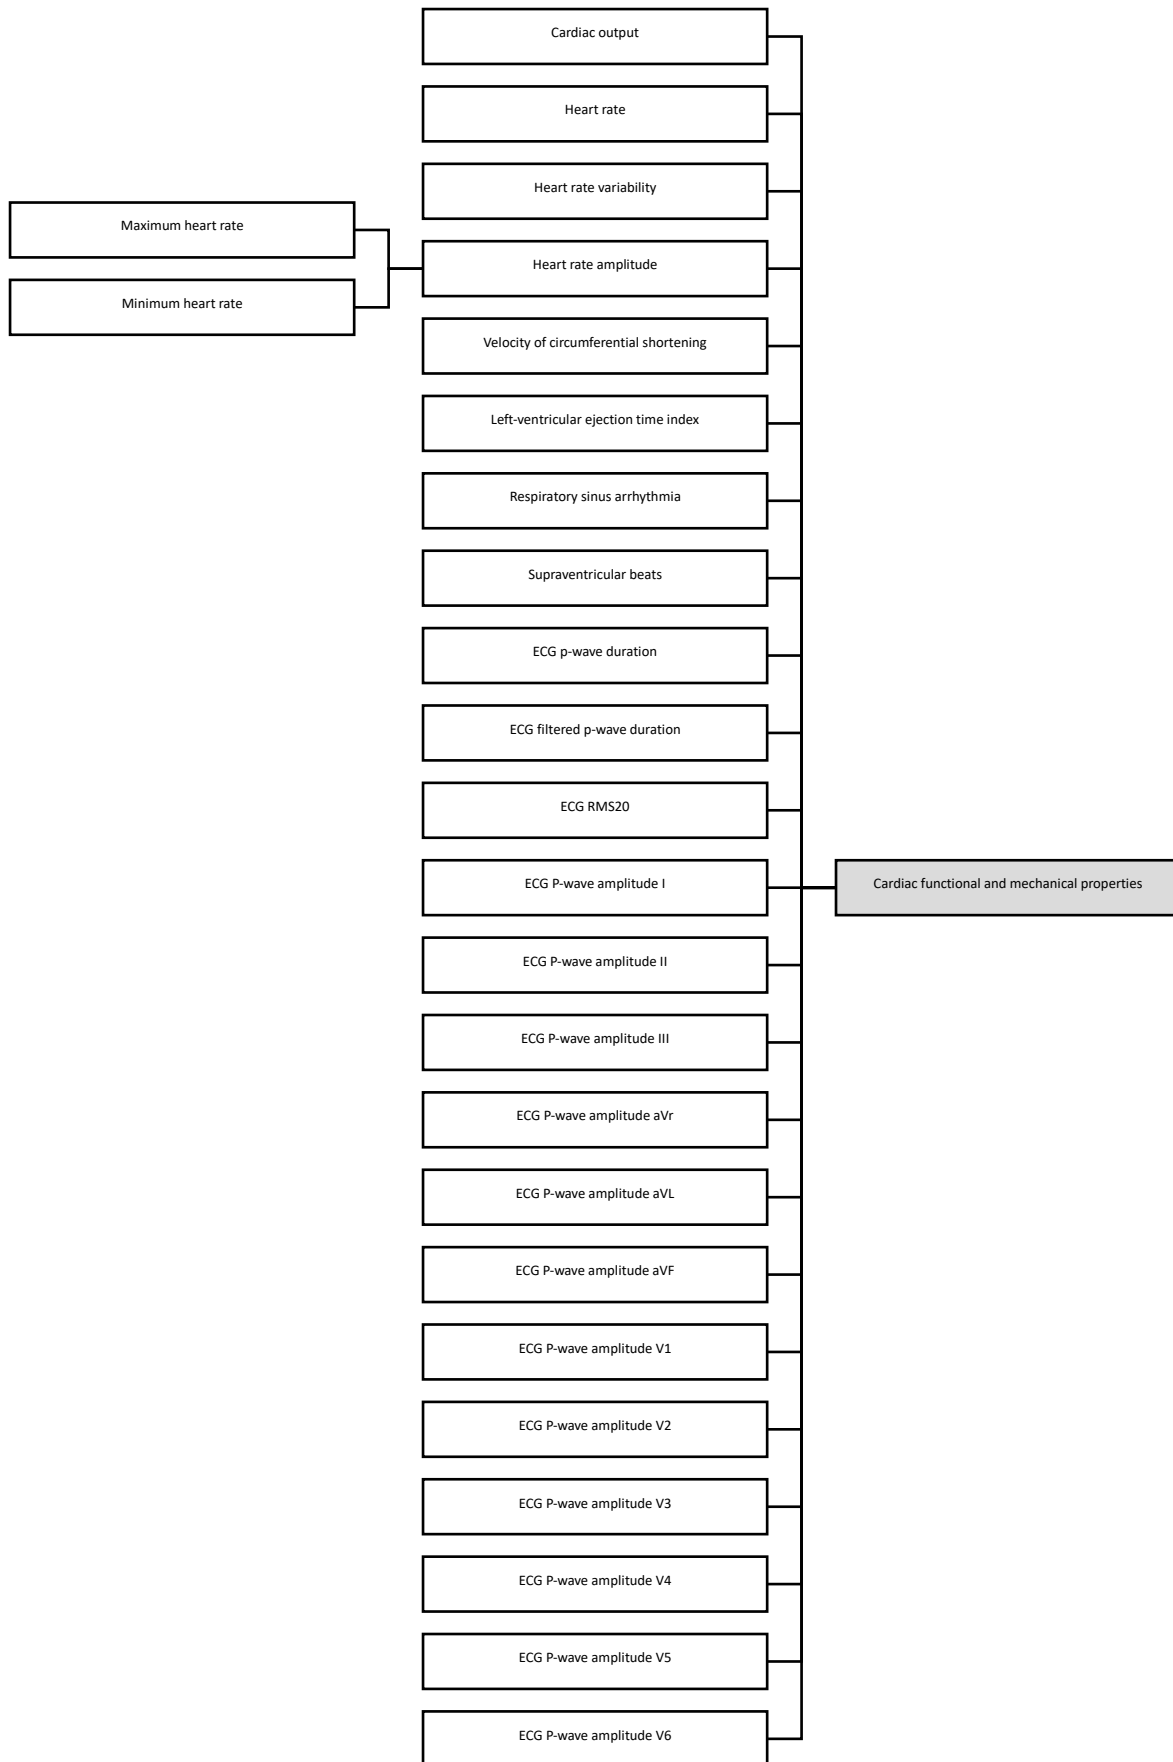 Cardiac output
Heart rate
Heart rate variability
Maximum heart rate
Heart rate amplitude
Minimum heart rate
Velocity of circumferential shortening
Left-ventricular ejection time index
Respiratory sinus arrhythmia
Supraventricular beats
ECG p-wave duration
ECG filtered p-wave duration
ECG RMS20
ECG P-wave amplitude I
Cardiac functional and mechanical properties
ECG P-wave amplitude II
ECG P-wave amplitude III
ECG P-wave amplitude aVr
ECG P-wave amplitude aVL
ECG P-wave amplitude aVF
ECG P-wave amplitude V1
ECG P-wave amplitude V2
ECG P-wave amplitude V3
ECG P-wave amplitude V4
ECG P-wave amplitude V5
ECG P-wave amplitude V6